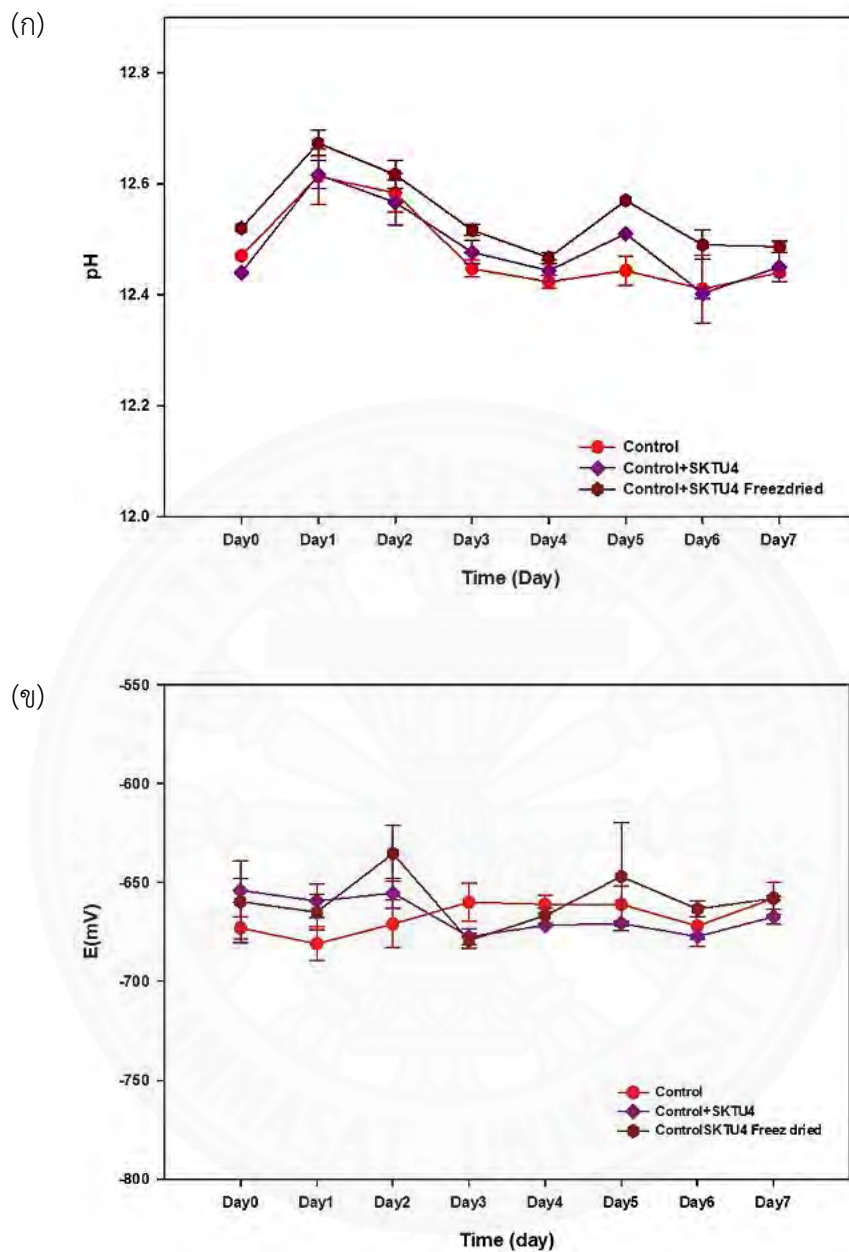 (ก)
12.8
12.6
12.4
12.2
12.0
pH
Control
Control+SKTU4
Control+SKTU4 Freezdried
Day0 Day1 Day2 Day3 Day4 Day5 Day6 Day7
Time (Day)
(ข)
-550
-600
-650
-700
-750
-800
E(mV)
Control
Control+SKTU4
ControlSKTU4 Freez dried
Day0 Day1 Day2 Day3 Day4 Day5 Day6 Day7
Time (day)